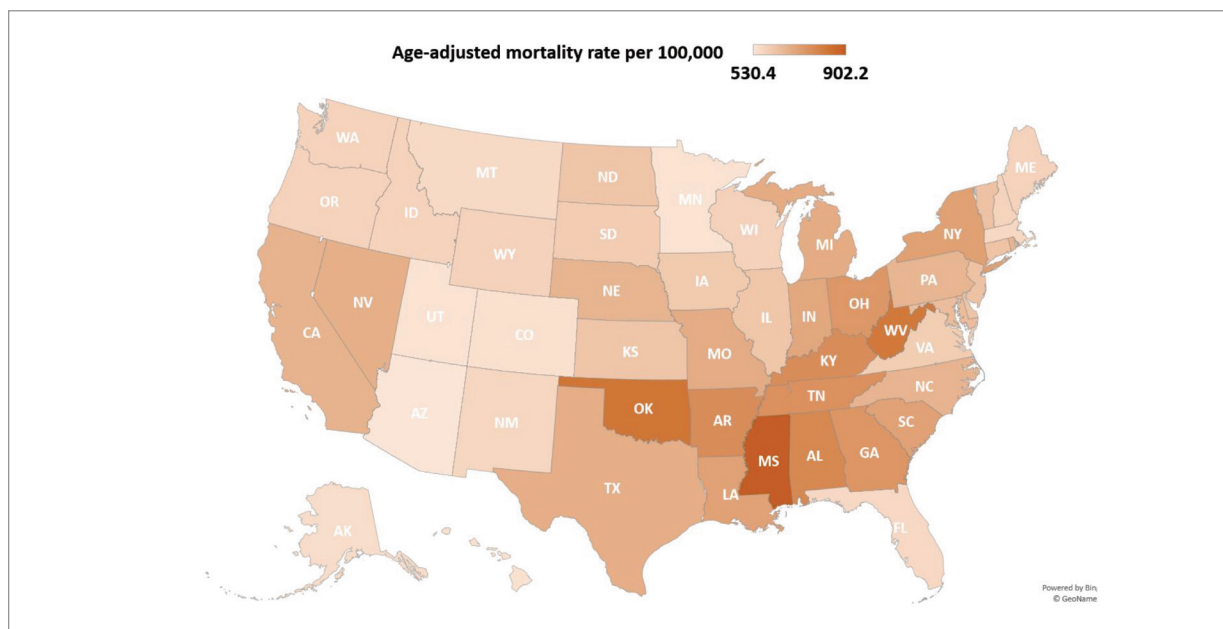 Age-adjusted mortality rate per 100,000
530.4 902.2
WA
MT
ND
MN
ME
OR
ID
SD
WI
MI
NY
WY
IA
PA
NE
NV
UT
CO
IL
IN
OH
WV
VA
CA
KS
MO
KY
NC
TN
AZ
NM
OK
AR
SC
MS
AL
GA
TX
LA
FL
AK
Powered by Bing
© GeoName